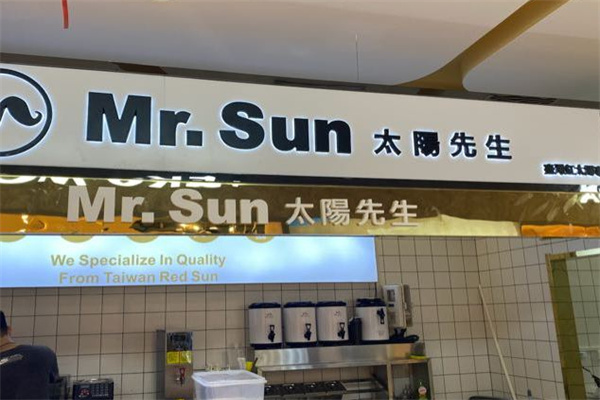 Mr. Sun 太陽先生
Mr. Sun 太陽先生
We Specialize In Quality
From Taiwan Red Sun